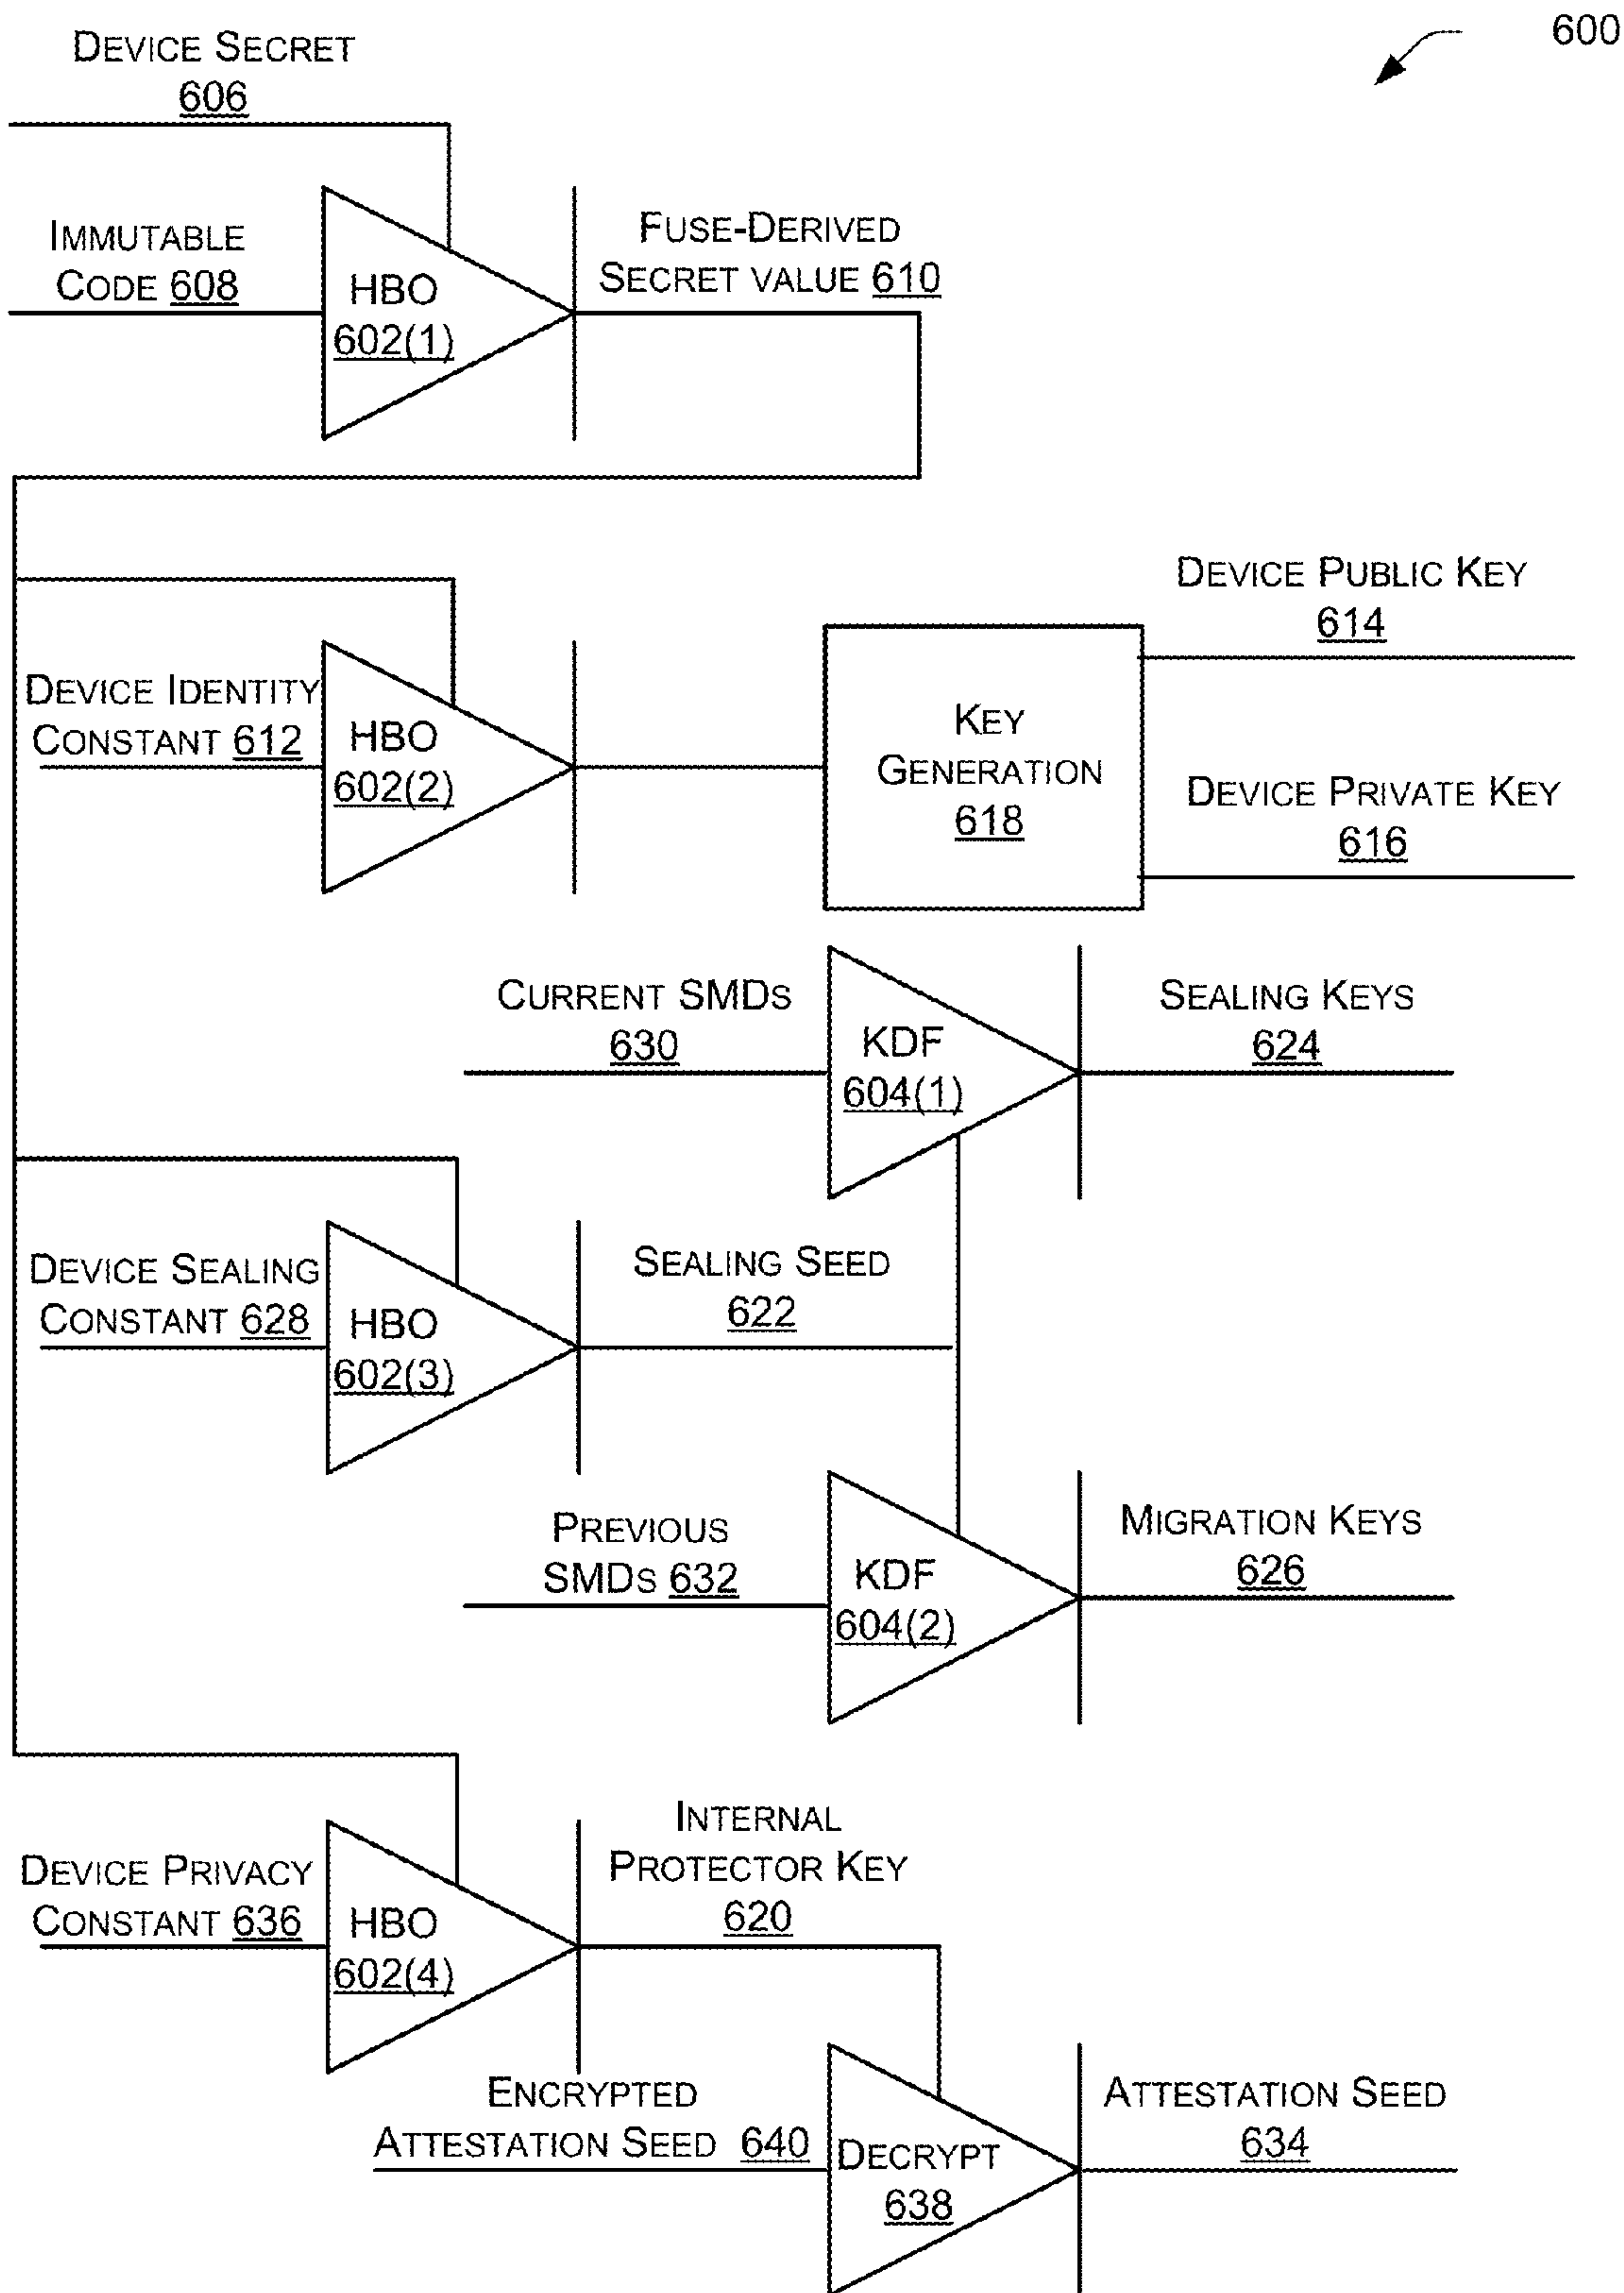 600
DEVICE SECRET
606
IMMUTABLE
CODE 608
HBO
602(1)
FUSE-DERIVED
SECRET VALUE 610
DEVICE IDENTITY
CONSTANT 612
HBO
602(2)
KEY
GENERATION
618
DEVICE PUBLIC KEY
614
DEVICE PRIVATE KEY
616
CURRENT SMDS
630
KDF
604(1)
SEALING KEYS
624
DEVICE SEALING
CONSTANT 628
HBO
602(3)
SEALING SEED
622
PREVIOUS
SMDS 632
KDF
604(2)
MIGRATION KEYS
626
DEVICE PRIVACY
CONSTANT 636
HBO
602(4)
INTERNAL
PROTECTOR KEY
620
ENCRYPTED
ATTESTATION SEED 640
DECRYPT
638
ATTESTATION SEED
634